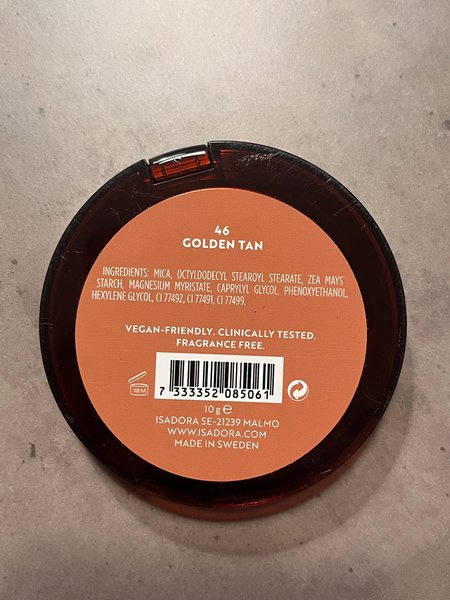 46
GOLDEN TAN
INGREDIENTS: MICA, OCTYLDODECYL STEAROYL STEARATE, ZEA MAYS
STARCH, MAGNESIUM MYRISTATE, CAPRYLYL GLYCOL, PHENOXYETHANOL,
HEXYLENE GLYCOL, CI 77492, CI 77491, CI 77499.
VEGAN-FRIENDLY. CLINICALLY TESTED.
FRAGRANCE FREE.
18M
7 333352 085061
10 g e
ISADORA SE-21239 MALMO
WWW.ISADORA.COM
MADE IN SWEDEN